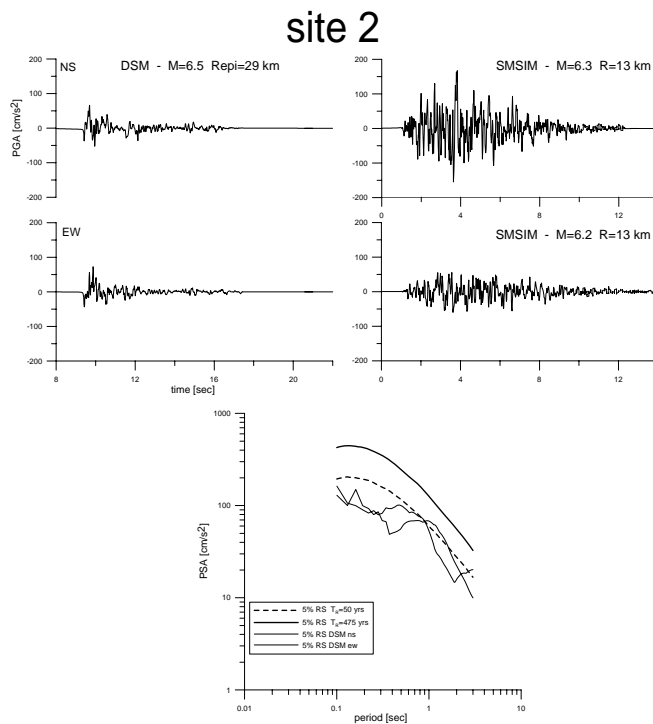 site 2
NS DSM - M=6.5 Repi=29 km
200
100
0
-100
-200
PGA [cm/s²]
SMSIM - M=6.3 R=13 km
200
100
0
-100
-200
0 4 8 12
EW
200
100
0
-100
-200
8 12 16 20
time [sec]
SMSIM - M=6.2 R=13 km
200
100
0
-100
-200
0 4 8 12
1000
100
10
1
PSA [cm/s²]
5% RS TR=50 yrs
5% RS TR=475 yrs
5% RS DSM ns
5% RS DSM ew
0.01 0.1 1 10
period [sec]